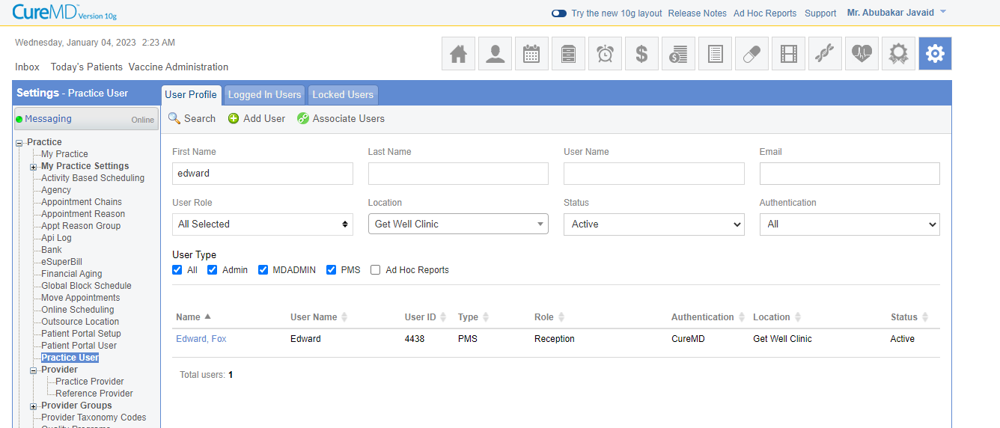 CureMD™ Version 10g
Try the new 10g layout Release Notes Ad Hoc Reports Support Mr. Abubakar Javaid
Wednesday, January 04, 2023 2:23 AM
Inbox Today's Patients Vaccine Administration
Settings - Practice User
User Profile Logged In Users Locked Users
Messaging Online
Search Add User Associate Users
Practice
My Practice
My Practice Settings
Activity Based Scheduling
Agency
Appointment Chains
Appointment Reason
Appt Reason Group
Api Log
Bank
eSuperBill
Financial Aging
Global Block Schedule
Move Appointments
Online Scheduling
Outsource Location
Patient Portal Setup
Patient Portal User
Practice User
Provider
Practice Provider
Reference Provider
Provider Groups
Provider Taxonomy Codes
Quality Programs
First Name Last Name User Name Email
edward
User Role Location Status Authentication
All Selected Get Well Clinic Active All
User Type
All Admin MDADMIN PMS Ad Hoc Reports
Name User Name User ID Type Role Authentication Location Status
Edward, Fox Edward 4438 PMS Reception CureMD Get Well Clinic Active
Total users: 1